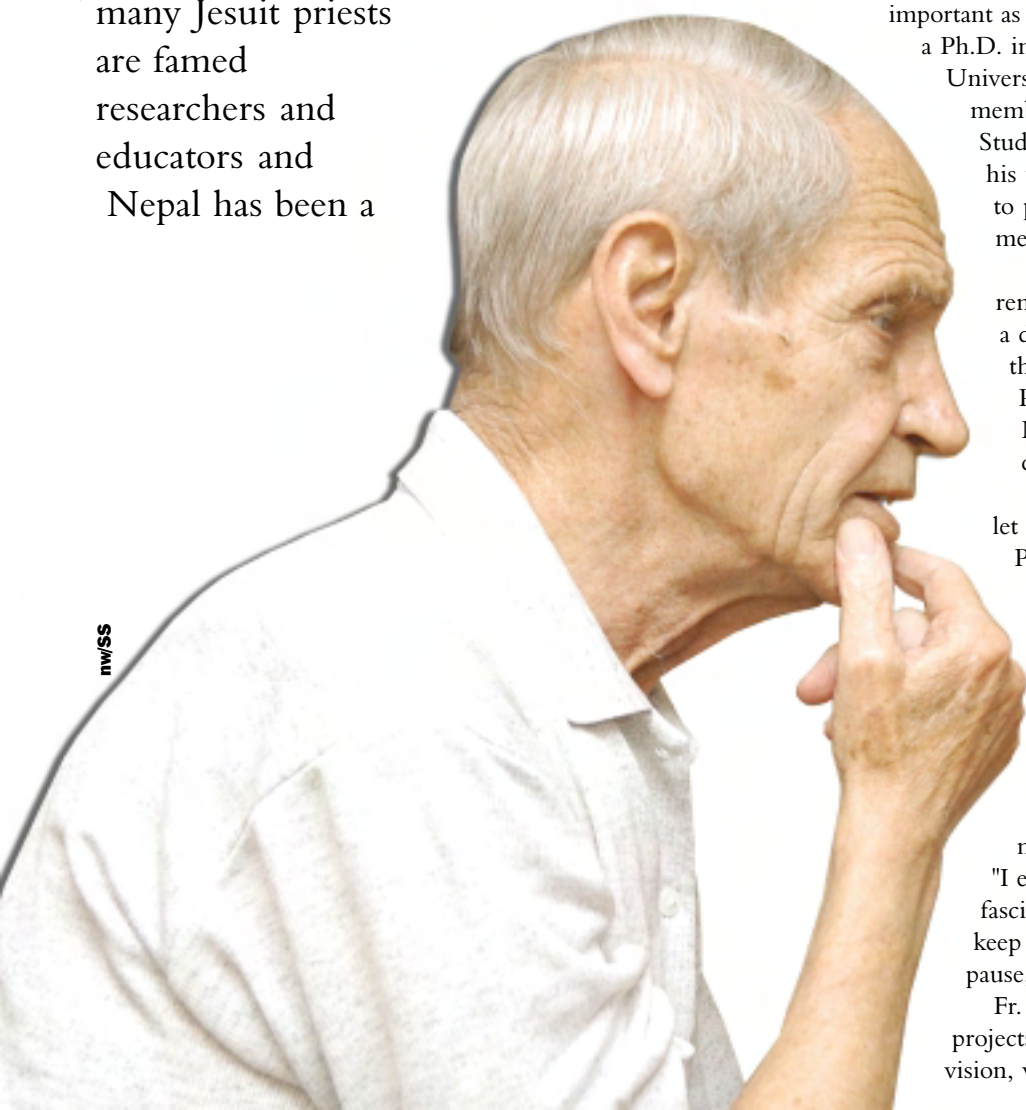 many Jesuit priests
are famed
researchers and
educators and
Nepal has been a
nw/SS
important as
a Ph.D. in
Univers
memb
Stud
his
to p
me
ren
a c
th
let
P
"I e
fasci
keep
pause.
Fr.
projects
vision, v